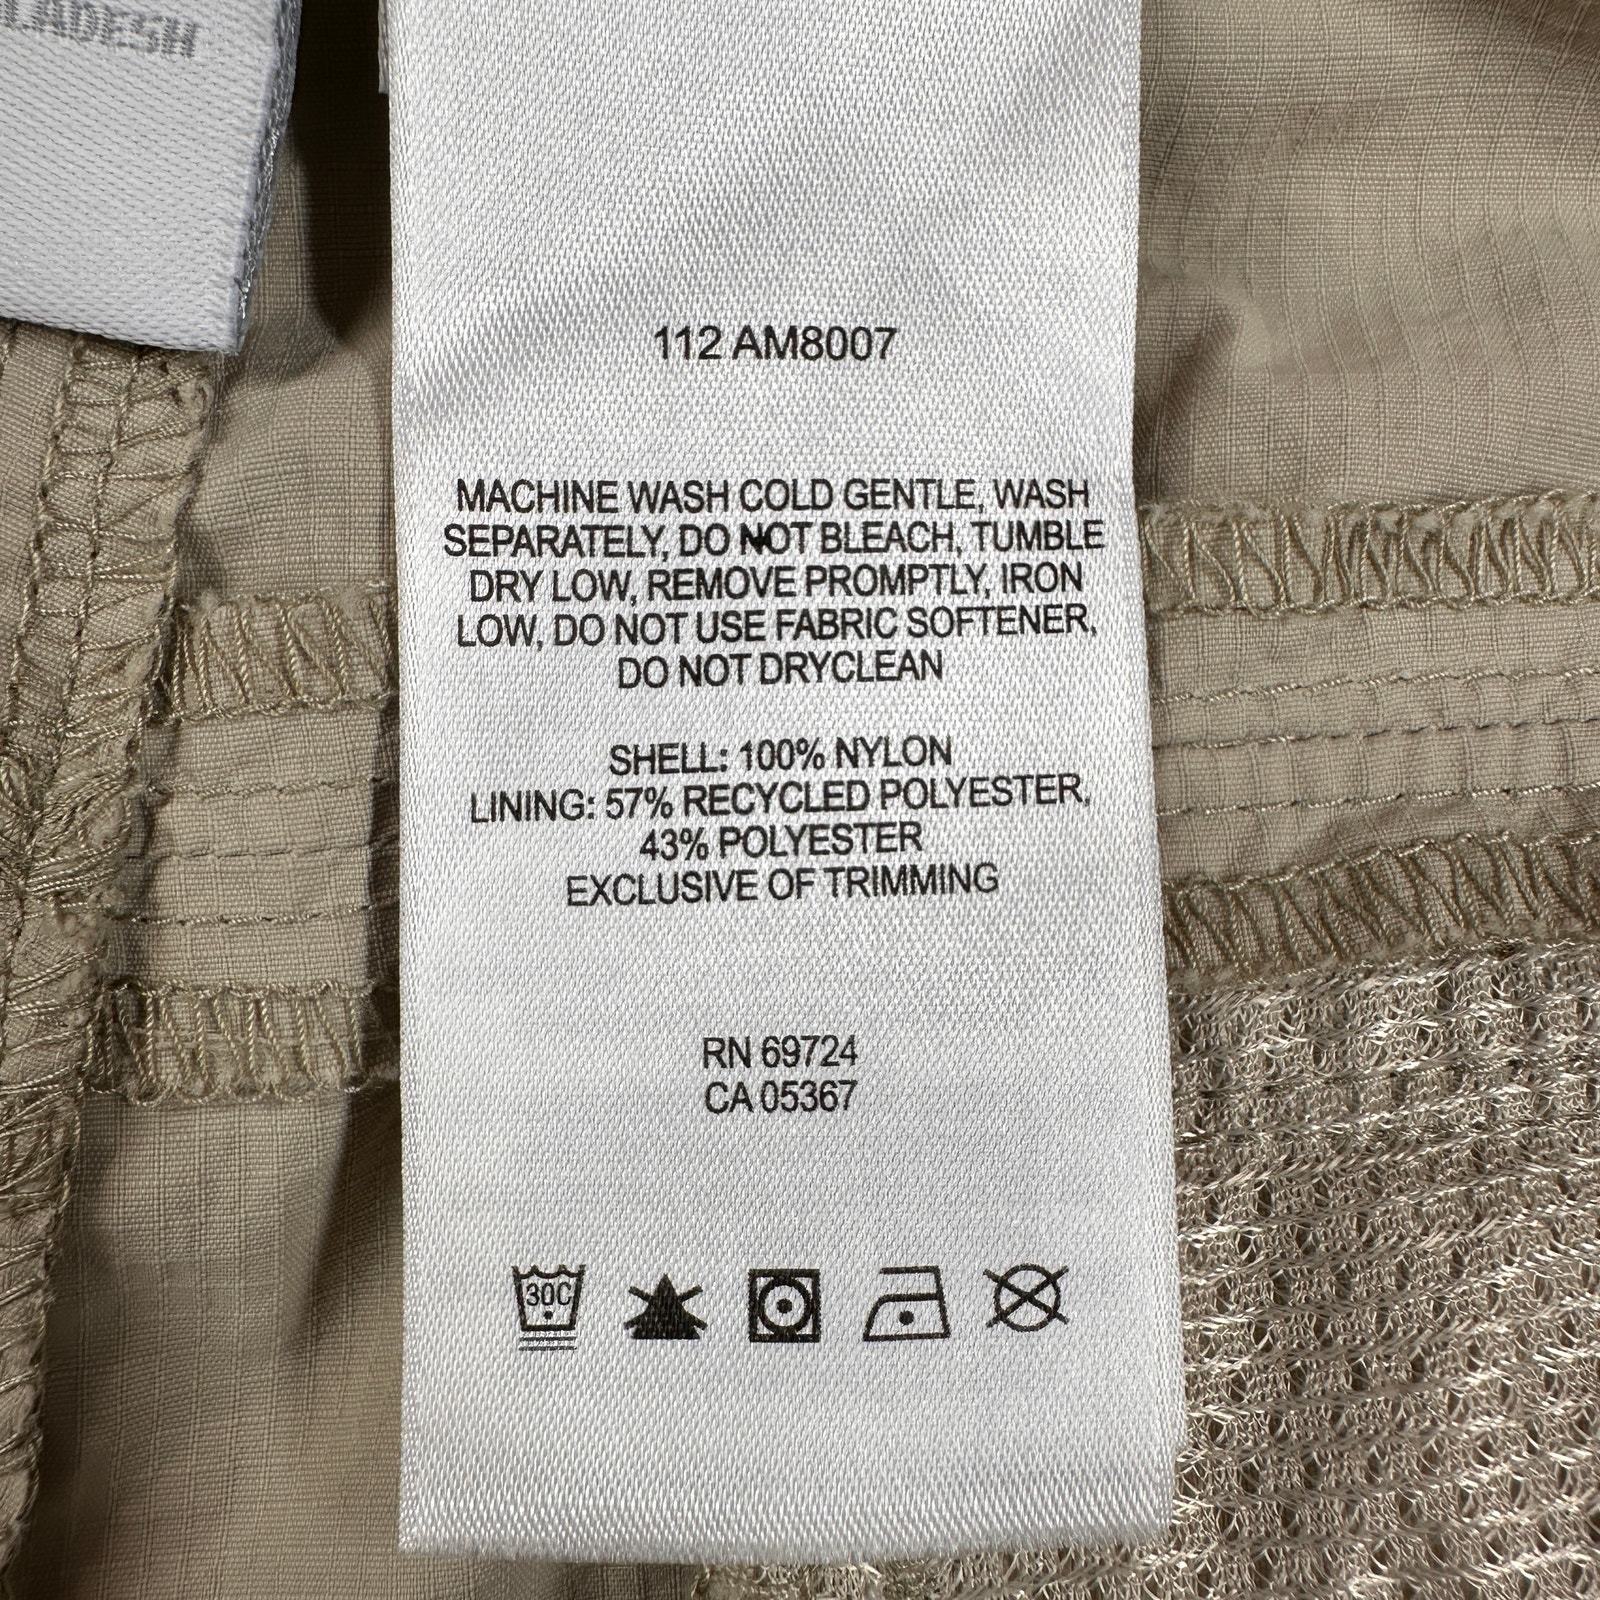 LADESH
112 AM8007
MACHINE WASH COLD GENTLE, WASH
SEPARATELY, DO NOT BLEACH, TUMBLE
DRY LOW, REMOVE PROMPTLY, IRON
LOW, DO NOT USE FABRIC SOFTENER,
DO NOT DRYCLEAN
SHELL: 100% NYLON
LINING: 57% RECYCLED POLYESTER,
43% POLYESTER
EXCLUSIVE OF TRIMMING
RN 69724
CA 05367
30C